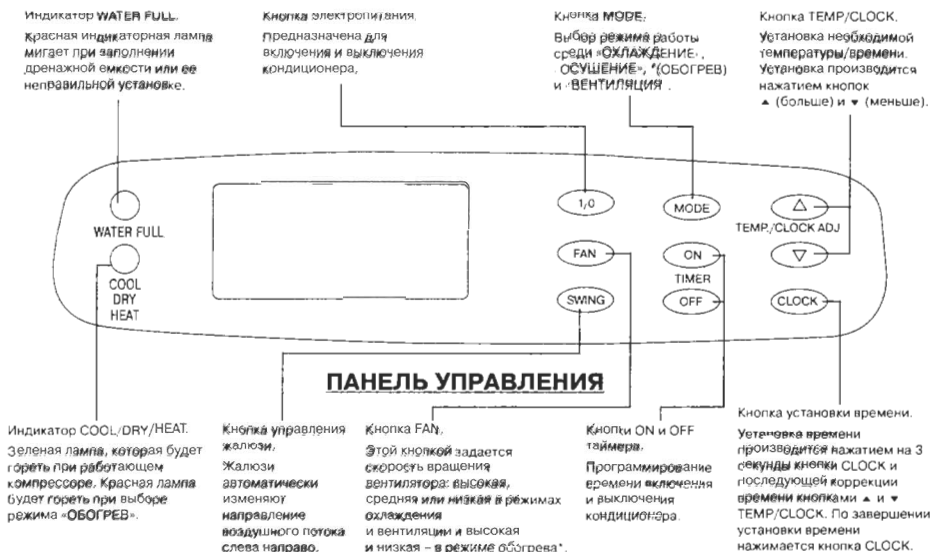 Индикатор WATER FULL.
Красная индикаторная лампа
мигает при заполнении
дренажной емкости или ее
неправильной установке.
Кнопка электропитания.
Предназначена для
включения и выключения
кондиционера.
Кнопка MODE.
Выбор режима работы
среди «ОХЛАЖДЕНИЕ»,
ОСУШЕНИЕ», *(ОБОГРЕВ)
и ВЕНТИЛЯЦИЯ".
Кнопка TEMP/CLOCK.
Установка необходимой
температуры/времени.
Установка производится
нажатием кнопок
▲ (больше) и ▼ (меньше).
WATER FULL
COOL
DRY
HEAT
1/0
FAN
SWING
MODE
ON
TIMER
OFF
△
TEMP./CLOCK ADJ
▽
CLOCK
ПАНЕЛЬ УПРАВЛЕНИЯ
Индикатор COOL/DRY/HEAT.
Зеленая лампа, которая будет
гореть при работающем
компрессоре. Красная лампа
будет гореть при выборе
режима «ОБОГРЕВ».
Кнопка управления
жалюзи.
Жалюзи
автоматически
изменяют
направление
воздушного потока
слева направо.
Кнопка FAN.
Этой кнопкой задается
скорость вращения
вентилятора: высокая,
средняя или низкая в режимах
охлаждения
и вентиляции и высокая
и низкая – в режиме обогрева*.
Кнопки ON и OFF
таймера.
Программирование
времени включения
и выключения
кондиционера.
Кнопка установки времени.
Установка времени
производится нажатием на 3
секунды кнопки CLOCK и
последующей коррекции
времени кнопками ▲ и ▼
TEMP/CLOCK. По завершении
установки времени
нажимается кнопка CLOCK.